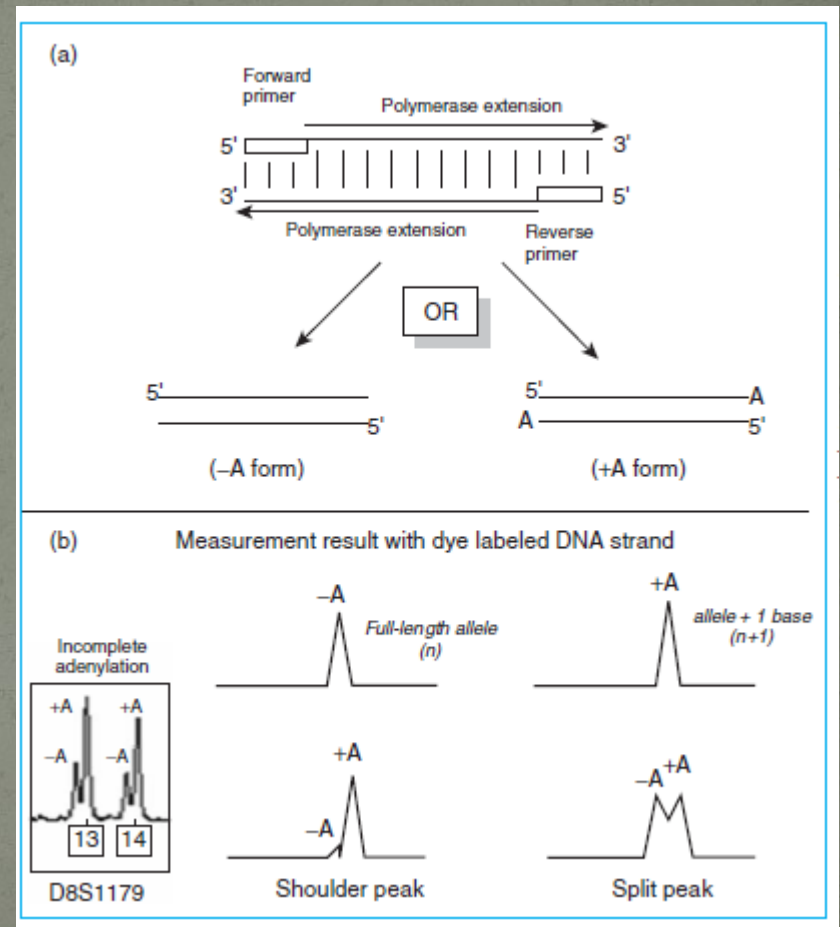 (a)
Forward
primer
Polymerase extension
5' 3'
3' 5'
Polymerase extension
Reverse
primer
OR
5'
5'
(–A form)
5' A
A 5'
(+A form)
(b)
Measurement result with dye labeled DNA strand
Incomplete
adenylation
+A +A
–A –A
13 14
D8S1179
–A
Full-length allele
(n)
+A
allele + 1 base
(n+1)
+A
–A
Shoulder peak
–A +A
Split peak